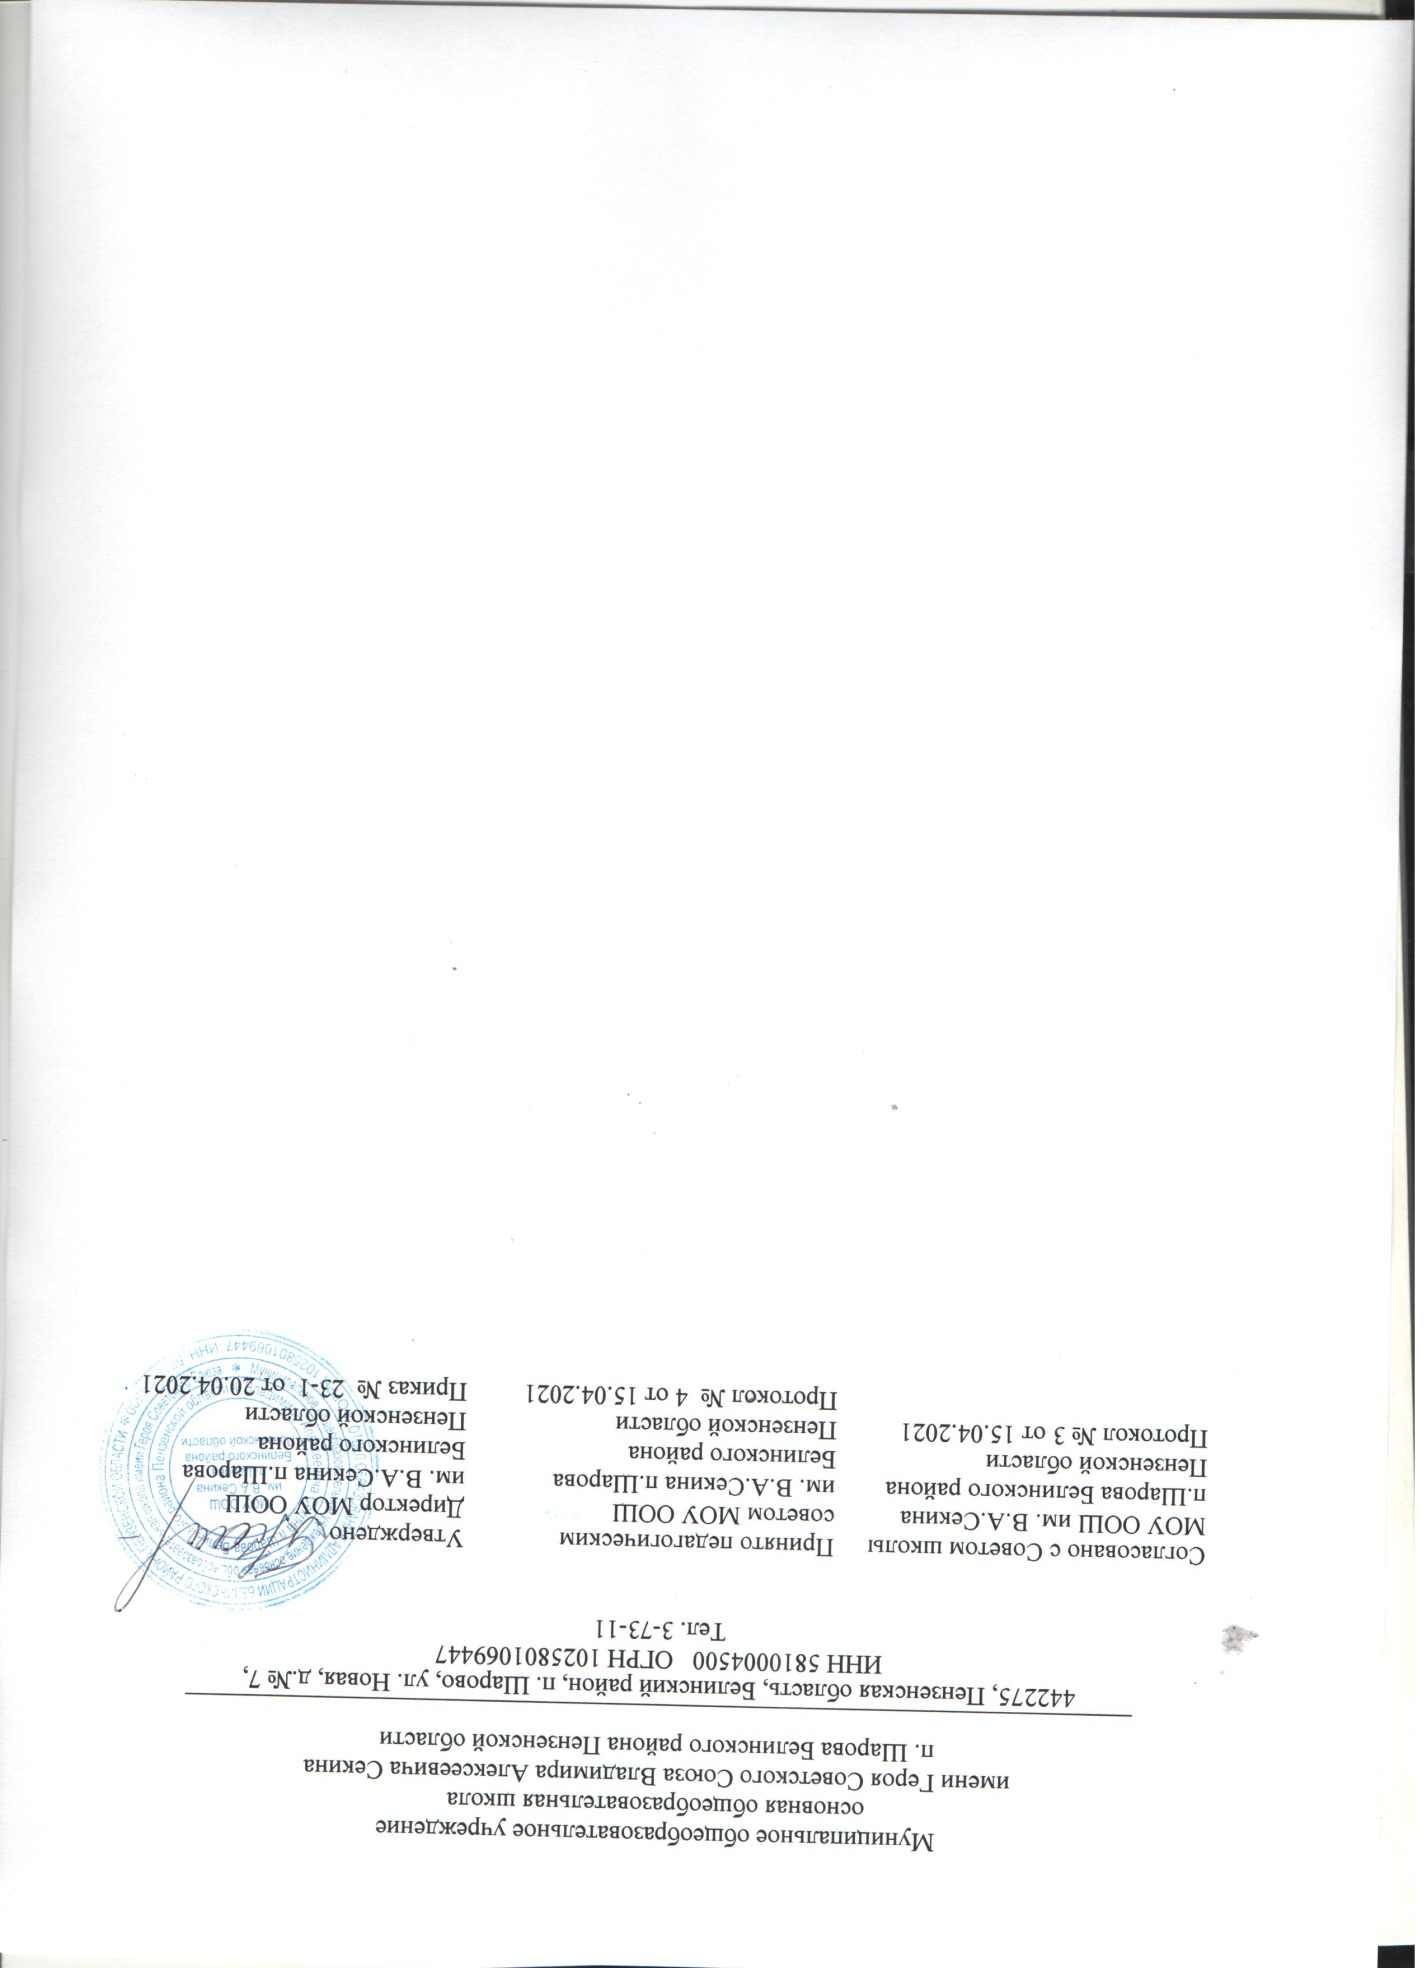 Муниципальное общеобразовательное учреждение
основная общеобразовательная школа
имени Героя Советского Союза Владимира Алексеевича Секина
п. Шарова Белинского района Пензенской области
442275, Пензенская область, Белинский район, п. Шарово, ул. Новая, д.№ 7,
ИНН 5810004500 ОГРН 1025801069447
Тел. 3-73-11
Согласовано с Советом школы
МОУ ООШ им. В.А.Секина
п.Шарова Белинского района
Пензенской области
Протокол № 3 от 15.04.2021
Принято педагогическим
советом МОУ ООШ
им. В.А.Секина п.Шарова
Белинского района
Пензенской области
Протокол № 4 от 15.04.2021
Утверждено
Директор МОУ ООШ
им. В.А.Секина п.Шарова
Белинского района
Пензенской области
Приказ № 23-1 от 20.04.2021